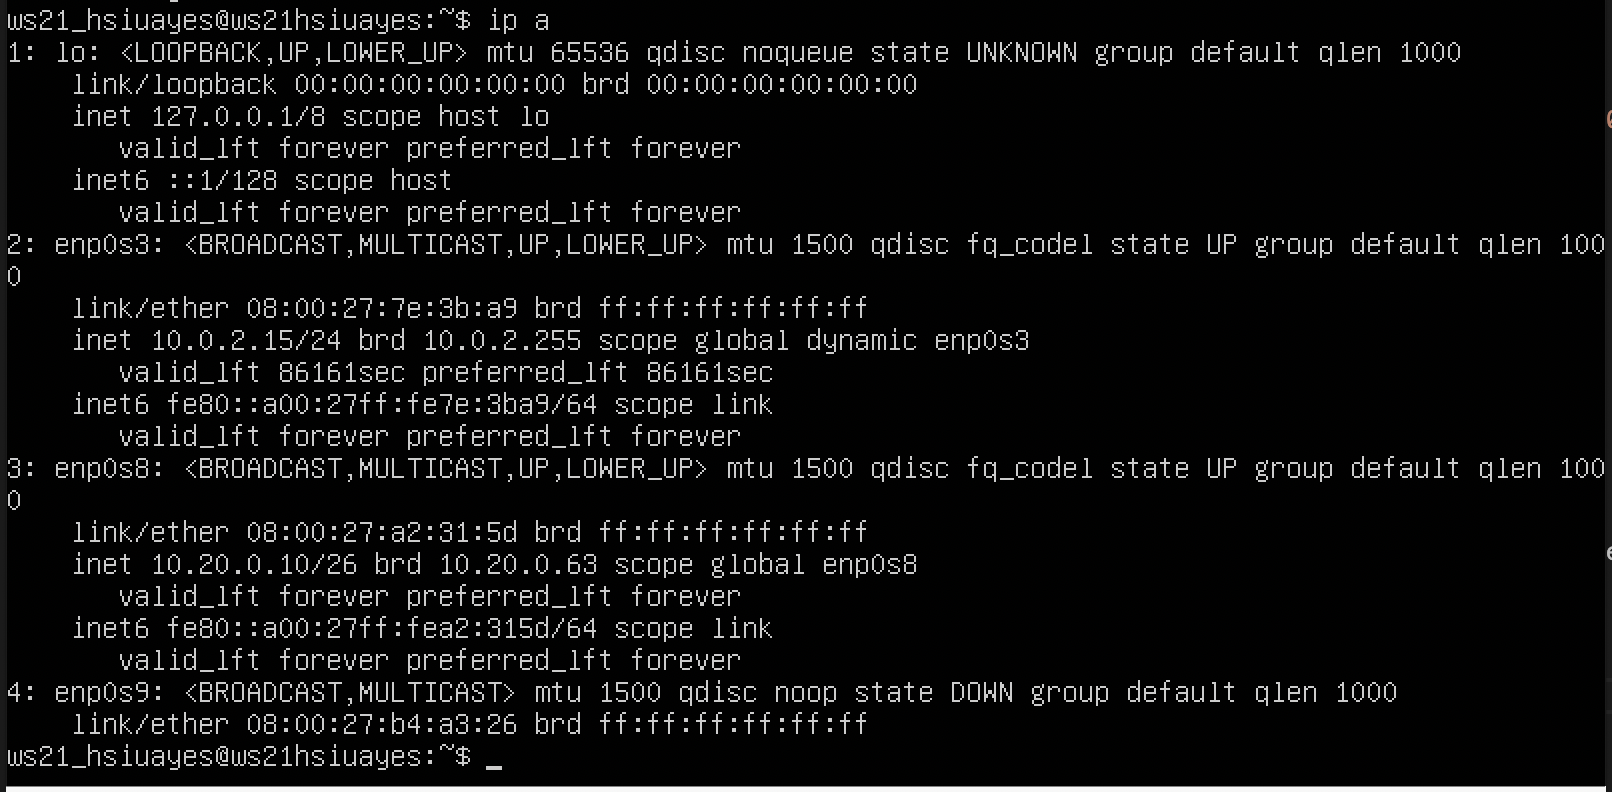 ws21_hsiuayes@ws21hsiuayes:~$ ip a
1: lo: <LOOPBACK,UP,LOWER_UP> mtu 65536 qdisc noqueue state UNKNOWN group default qlen 1000
    link/loopback 00:00:00:00:00:00 brd 00:00:00:00:00:00
    inet 127.0.0.1/8 scope host lo
       valid_lft forever preferred_lft forever
    inet6 ::1/128 scope host
       valid_lft forever preferred_lft forever
2: enp0s3: <BROADCAST,MULTICAST,UP,LOWER_UP> mtu 1500 qdisc fq_codel state UP group default qlen 100
0
    link/ether 08:00:27:7e:3b:a9 brd ff:ff:ff:ff:ff:ff
    inet 10.0.2.15/24 brd 10.0.2.255 scope global dynamic enp0s3
       valid_lft 86161sec preferred_lft 86161sec
    inet6 fe80::a00:27ff:fe7e:3ba9/64 scope link
       valid_lft forever preferred_lft forever
3: enp0s8: <BROADCAST,MULTICAST,UP,LOWER_UP> mtu 1500 qdisc fq_codel state UP group default qlen 100
0
    link/ether 08:00:27:a2:31:5d brd ff:ff:ff:ff:ff:ff
    inet 10.20.0.10/26 brd 10.20.0.63 scope global enp0s8
       valid_lft forever preferred_lft forever
    inet6 fe80::a00:27ff:fea2:315d/64 scope link
       valid_lft forever preferred_lft forever
4: enp0s9: <BROADCAST,MULTICAST> mtu 1500 qdisc noop state DOWN group default qlen 1000
    link/ether 08:00:27:b4:a3:26 brd ff:ff:ff:ff:ff:ff
ws21_hsiuayes@ws21hsiuayes:~$ _